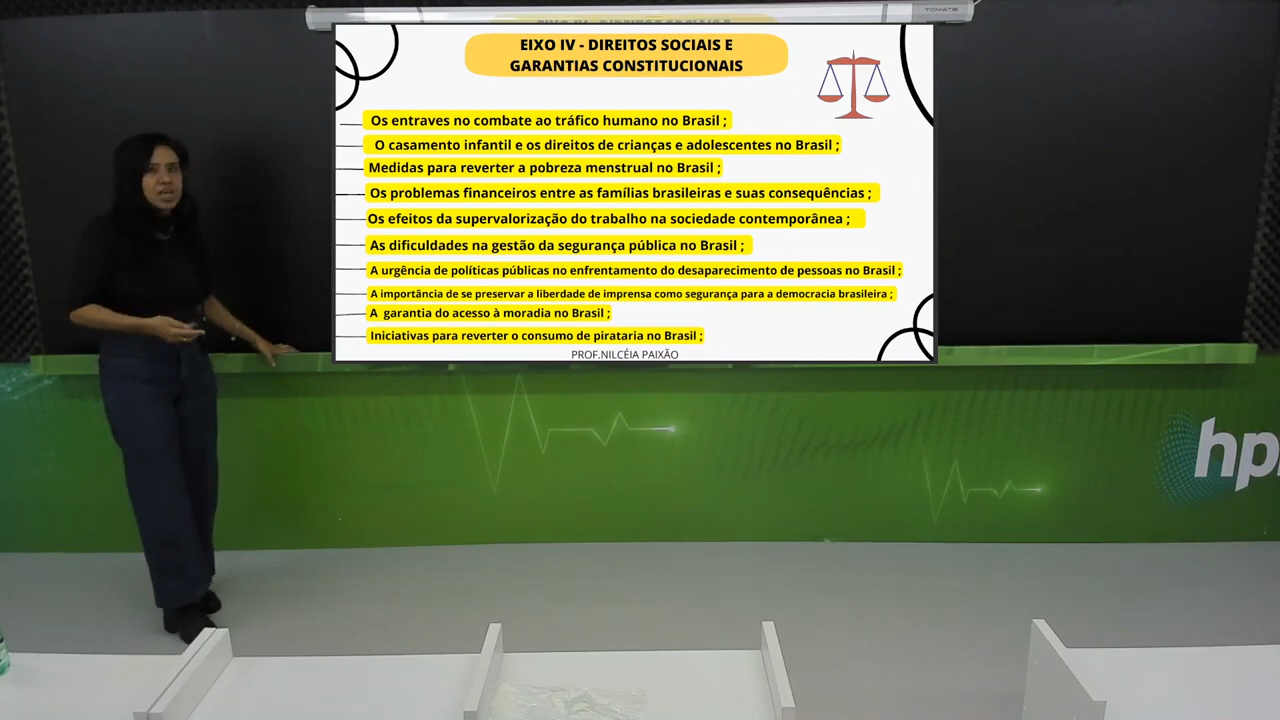 TOMATE
EIXO IV - DIREITOS SOCIAIS E
GARANTIAS CONSTITUCIONAIS
Os entraves no combate ao tráfico humano no Brasil ;
O casamento infantil e os direitos de crianças e adolescentes no Brasil ;
Medidas para reverter a pobreza menstrual no Brasil ;
Os problemas financeiros entre as famílias brasileiras e suas consequências ;
Os efeitos da supervalorização do trabalho na sociedade contemporânea ;
As dificuldades na gestão da segurança pública no Brasil ;
A urgência de políticas públicas no enfrentamento do desaparecimento de pessoas no Brasil ;
A importância de se preservar a liberdade de imprensa como segurança para a democracia brasileira ;
A garantia do acesso à moradia no Brasil ;
Iniciativas para reverter o consumo de pirataria no Brasil ;
PROF.NILCÉIA PAIXÃO